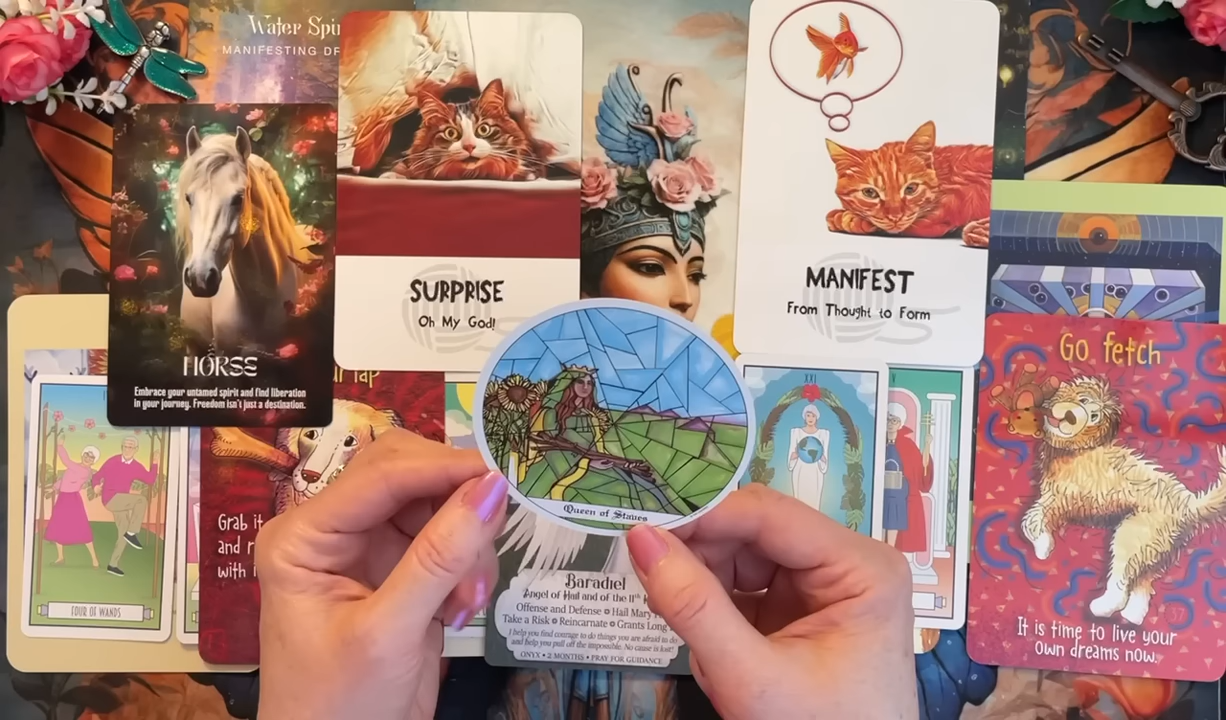 Water Spi
MANIFESTING
HORSE
Embrace your untamed spirit and find liberation
in your journey. Freedom isn't just a destination.
SURPRISE
Oh My God!
MANIFEST
From Thought to Form
Go fetch
It is time to live your
own dreams now.
37
lap
Grab it
and
with
FOUR OF WANDS
XXI
Queen of Staves
Baradiel
Angel of Hail and of the 11th
Offense and Defense • Hail Mary
Take a Risk • Reincarnate • Grants Long
I help you find courage to do things you are afraid to do
and help you pull off the impossible. No cause is lost!
ONYX • 2 MONTHS • PRAY FOR GUIDANCE